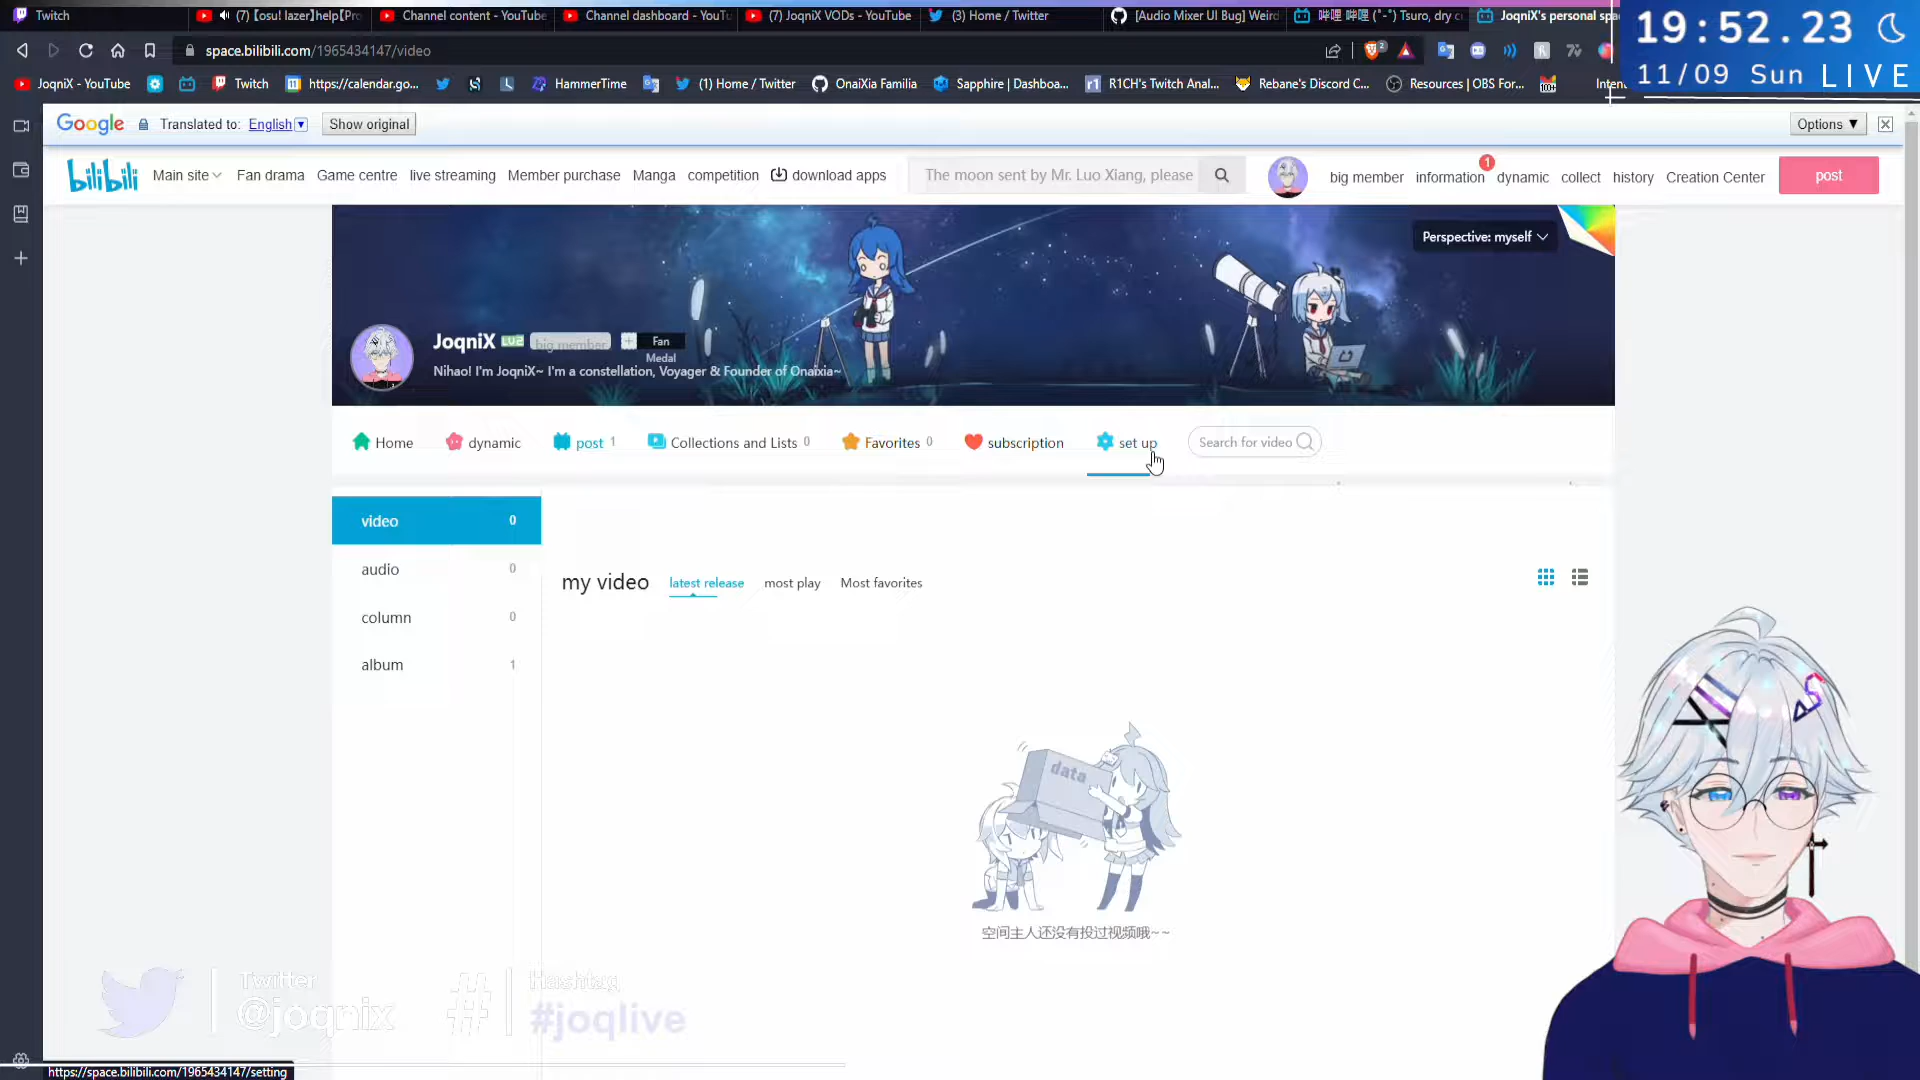 Twitch
(7) [osu! lazer]help[Pro
Channel content - YouTube
Channel dashboard - YouTu
(7) JoqniX VODs - YouTube
(3) Home / Twitter
[Audio Mixer UI Bug] Weird
哔哩哔哩 (゜-゜) Tsuro, dry cu
JoqniX's personal spa
19:52.23
11/09 Sun LIVE
space.bilibili.com/1965434147/video
JoqniX - YouTube
Twitch
https://calendar.go...
HammerTime
(1) Home / Twitter
OnaiXia Familia
Sapphire | Dashboa...
R1CH's Twitch Anal...
Rebane's Discord C...
Resources | OBS For...
Inten
Google
Translated to: English
Show original
Options ▼
bilibili
Main site
Fan drama
Game centre
live streaming
Member purchase
Manga
competition
download apps
The moon sent by Mr. Luo Xiang, please
big member
information
1
dynamic
collect
history
Creation Center
post
Perspective: myself
JoqniX LV2 big member + Fan
Medal
Nihao! I'm JoqniX~ I'm a constellation, Voyager & Founder of Onaixia~
Home
dynamic
post 1
Collections and Lists 0
Favorites 0
subscription
set up
Search for video
video 0
audio 0
column 0
album 1
my video
latest release
most play
Most favorites
data
空间主人还没有投过视频哦~~
Twitter
@joqnix
#
Hashtag
#joqlive
https://space.bilibili.com/1965434147/setting